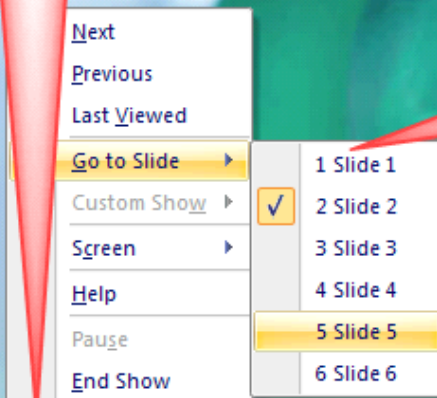 Next
Previous
Last Viewed
Go to Slide
Custom Show
Screen
Help
Pause
End Show
1 Slide 1
2 Slide 2
3 Slide 3
4 Slide 4
5 Slide 5
6 Slide 6